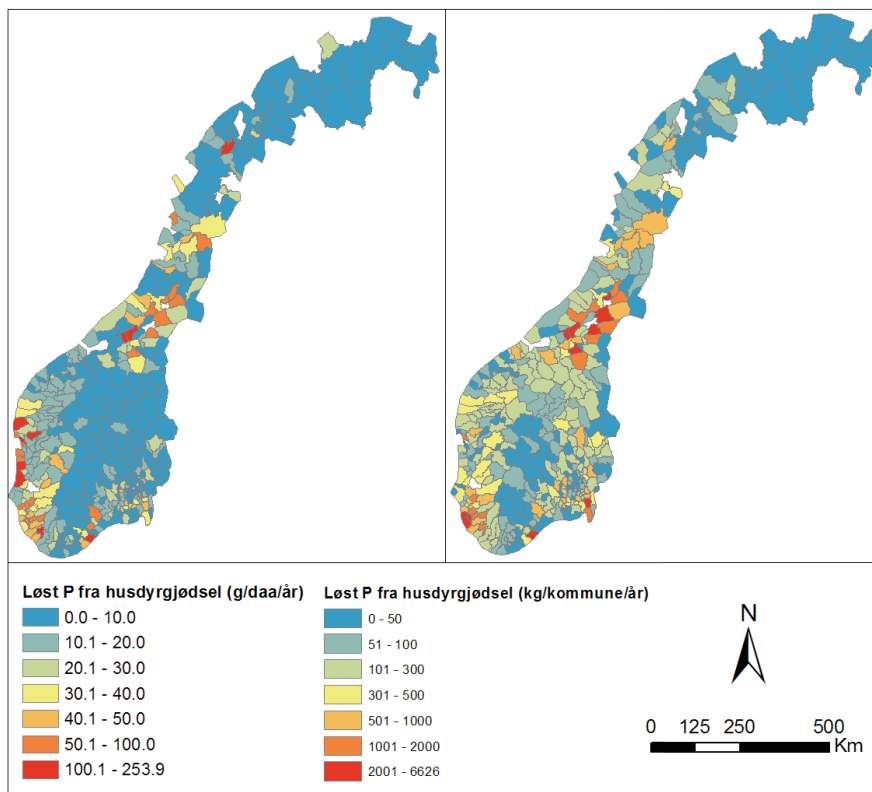 Løst P fra husdyrgjødsel (g/daa/år)
0.0 - 10.0
10.1 - 20.0
20.1 - 30.0
30.1 - 40.0
40.1 - 50.0
50.1 - 100.0
100.1 - 253.9
Løst P fra husdyrgjødsel (kg/kommune/år)
0 - 50
51 - 100
101 - 300
301 - 500
501 - 1000
1001 - 2000
2001 - 6626
N
0 125 250 500
Km